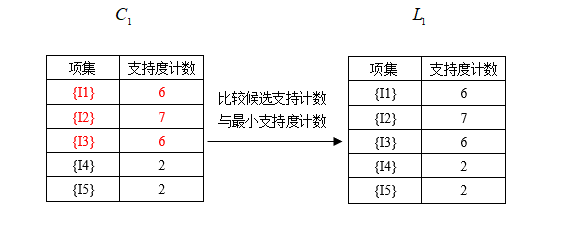 C1
L1
项集 支持度计数
{I1} 6
{I2} 7
{I3} 6
{I4} 2
{I5} 2
比较候选支持计数
与最小支持度计数
项集 支持度计数
{I1} 6
{I2} 7
{I3} 6
{I4} 2
{I5} 2